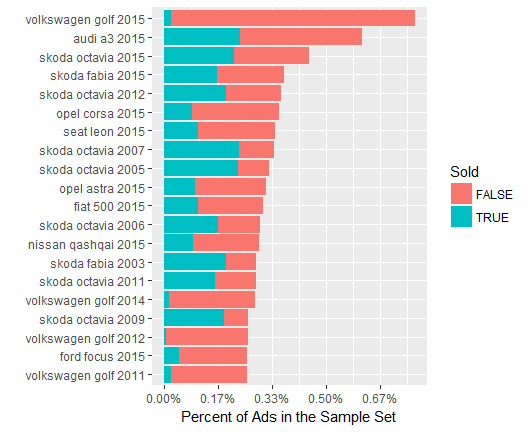 volkswagen golf 2015
audi a3 2015
skoda octavia 2015
skoda fabia 2015
skoda octavia 2012
opel corsa 2015
seat leon 2015
skoda octavia 2007
skoda octavia 2005
opel astra 2015
fiat 500 2015
skoda octavia 2006
nissan qashqai 2015
skoda fabia 2003
skoda octavia 2011
volkswagen golf 2014
skoda octavia 2009
volkswagen golf 2012
ford focus 2015
volkswagen golf 2011
0.00% 0.17% 0.33% 0.50% 0.67%
Percent of Ads in the Sample Set
Sold
FALSE
TRUE